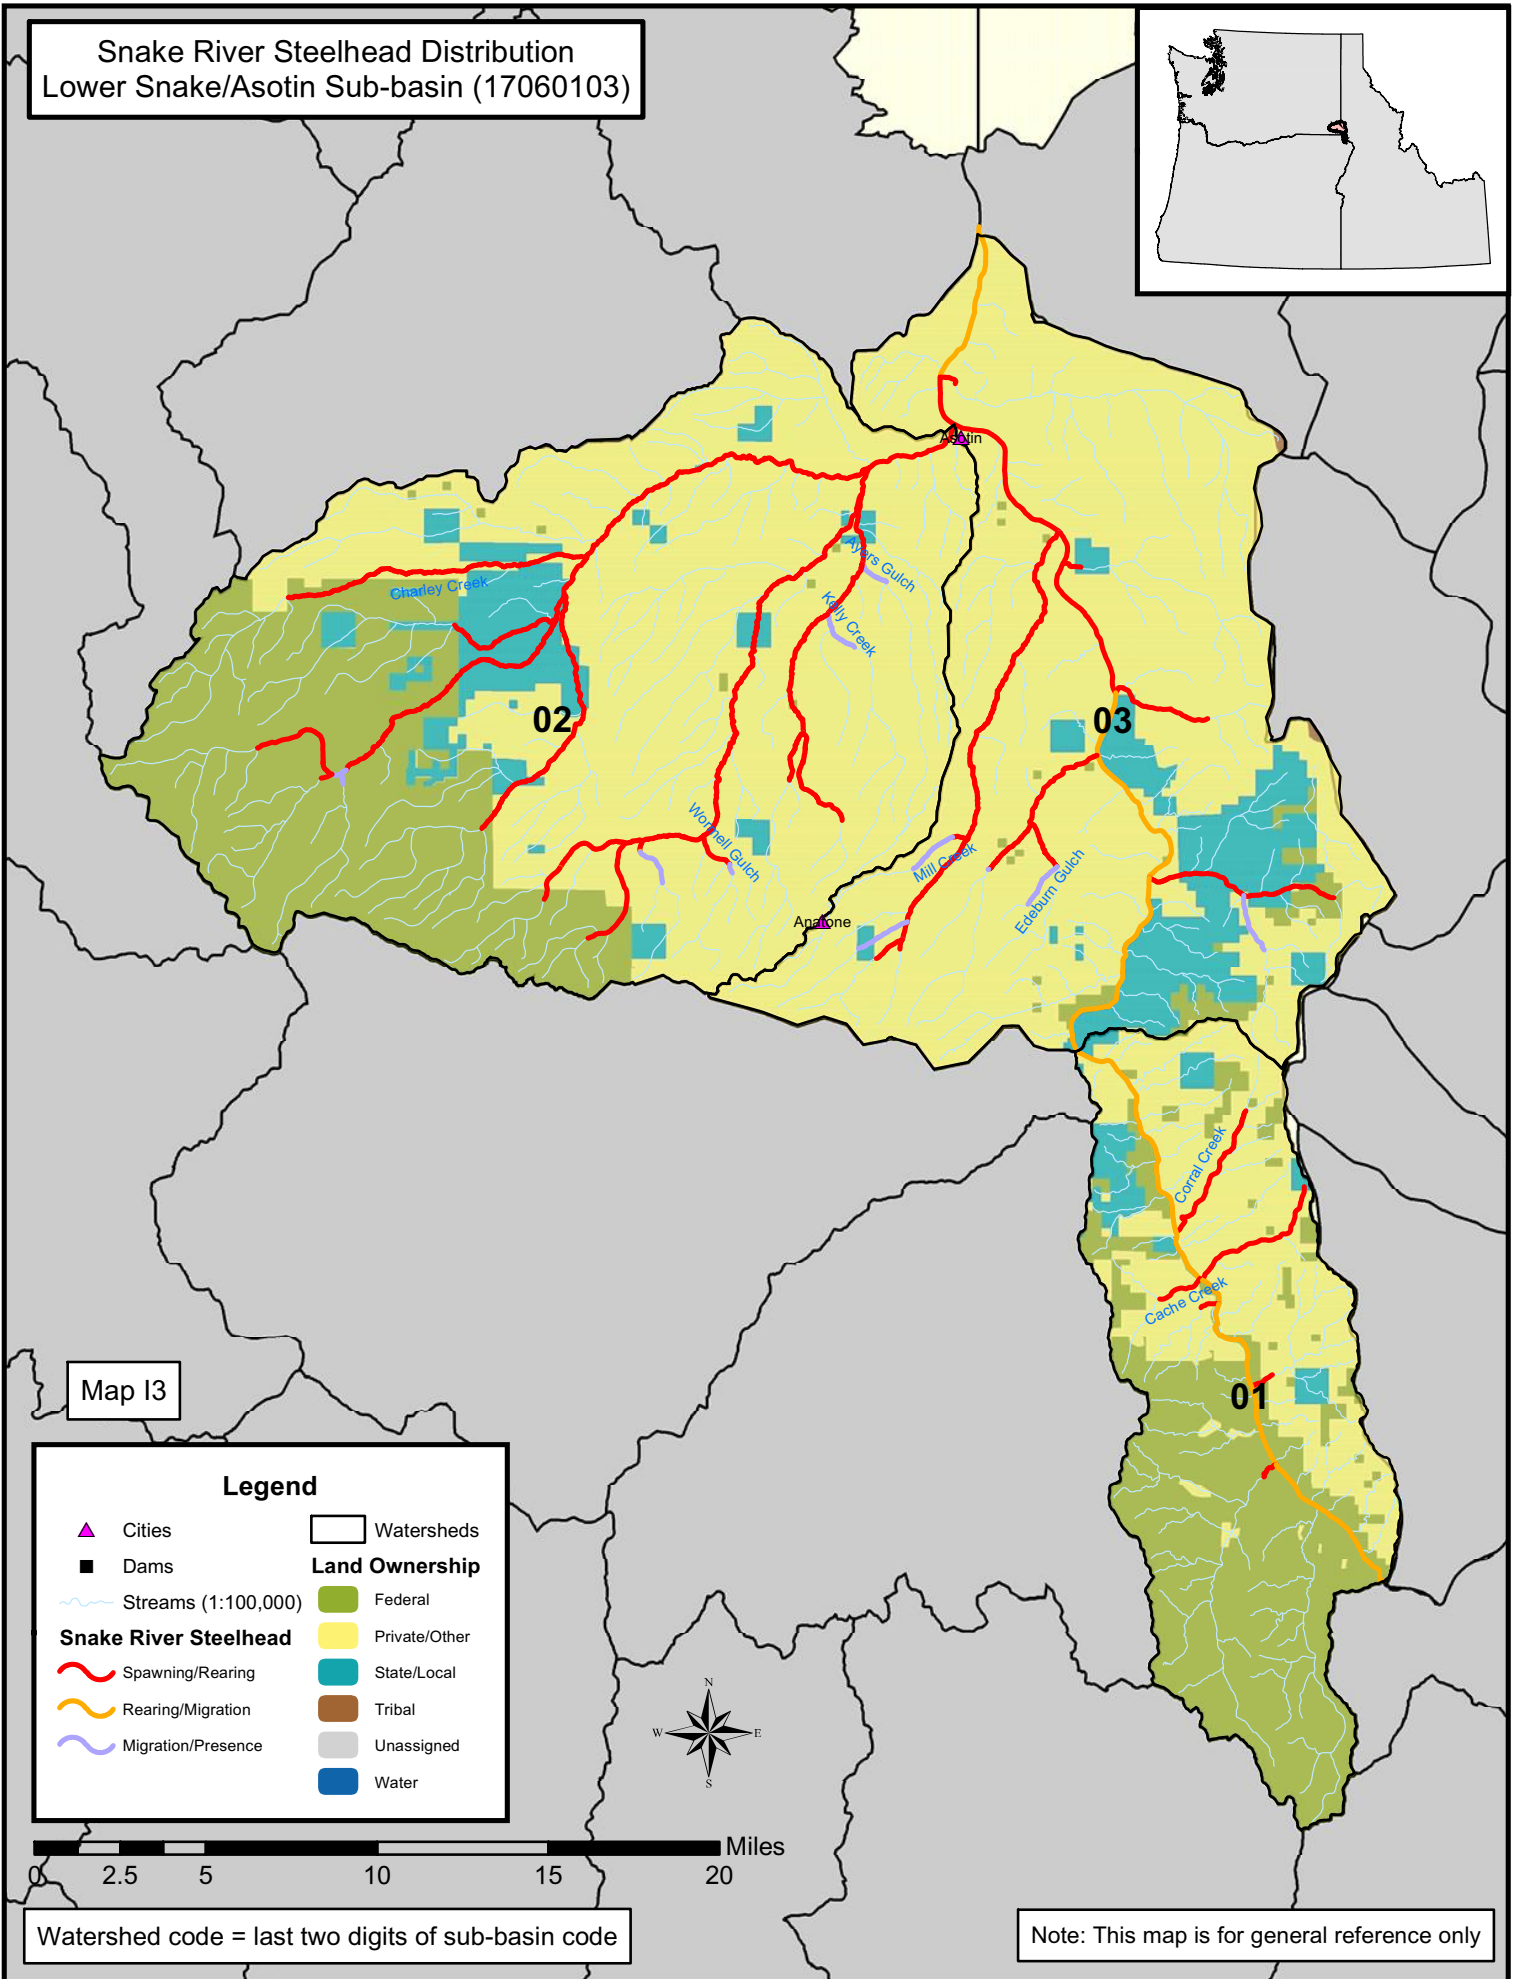 Snake River Steelhead Distribution
Lower Snake/Asotin Sub-basin (17060103)
Asotin
Ayers Gulch
Charley Creek
Kelly Creek
02
03
Wormell Gulch
Mill Creek
Edeburn Gulch
Anatone
Corral Creek
Cache Creek
01
Map I3
Legend
Cities
Dams
Streams (1:100,000)
Snake River Steelhead
Spawning/Rearing
Rearing/Migration
Migration/Presence
Watersheds
Land Ownership
Federal
Private/Other
State/Local
Tribal
Unassigned
Water
N
W E
S
Miles
0 2.5 5 10 15 20
Watershed code = last two digits of sub-basin code
Note: This map is for general reference only